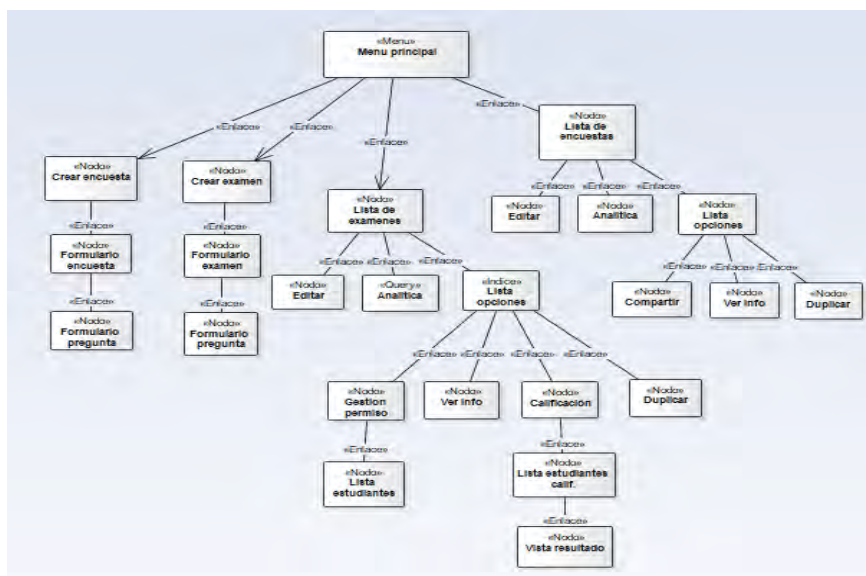 «Menu»
Menu principal
«Enlace»
«Enlace»
«Enlace»
«Enlace»
«Nodo»
Lista de
encuestas
«Nodo»
Crear encuesta
«Nodo»
Crear examen
«Nodo»
Lista de
examenes
«Enlace»
«Enlace»
«Enlace»
«Nodo»
Editar
«Nodo»
Analitica
«Nodo»
Lista
opciones
«Enlace»
«Enlace»
«Nodo»
Formulario
encuesta
«Nodo»
Formulario
examen
«Enlace»
«Enlace»
«Enlace»
«Nodo»
Editar
«Query»
Analitica
«Indice»
Lista
opciones
«Enlace»
«Enlace»
«Enlace»
«Nodo»
Compartir
«Nodo»
Ver info
«Nodo»
Duplicar
«Enlace»
«Enlace»
«Nodo»
Formulario
pregunta
«Nodo»
Formulario
pregunta
«Enlace»
«Enlace»
«Enlace»
«Enlace»
«Nodo»
Gestion
permiso
«Nodo»
Ver info
«Nodo»
Calificación
«Nodo»
Duplicar
«Enlace»
«Enlace»
«Nodo»
Lista
estudiantes
«Nodo»
Lista estudiantes
calif.
«Enlace»
«Nodo»
Vista resultado